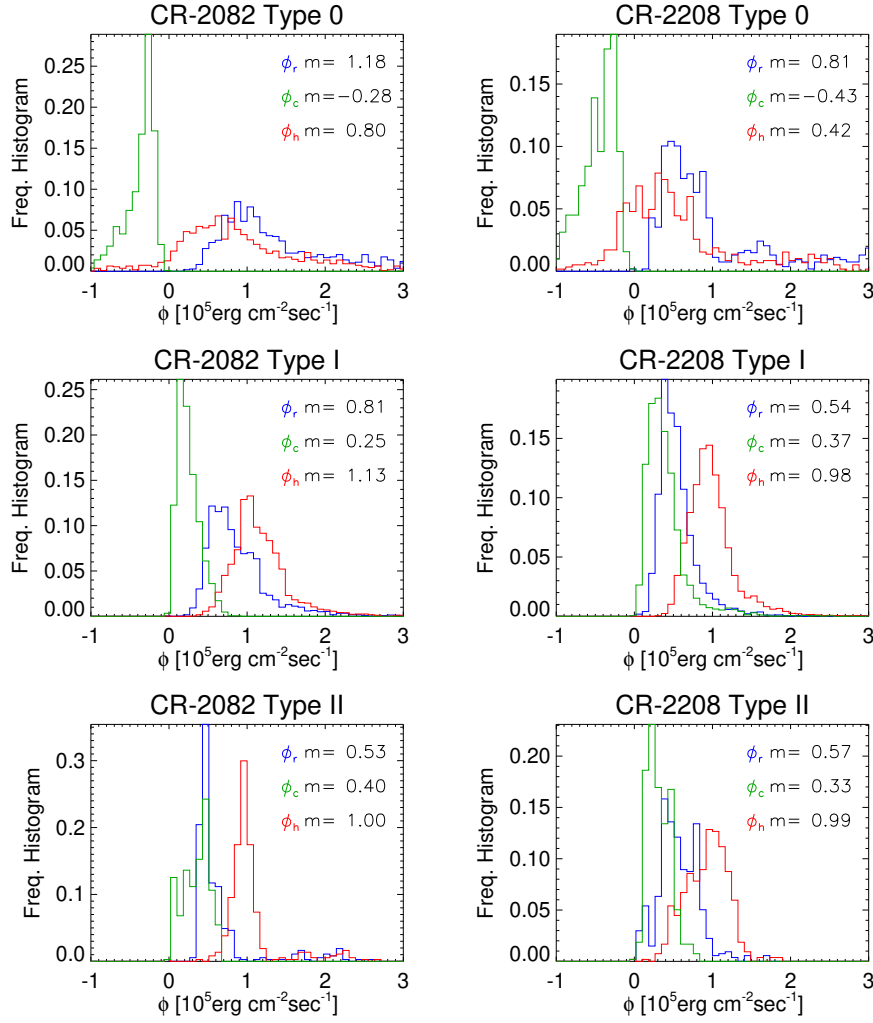 CR-2082 Type 0
Freq. Histogram
0.25
0.20
0.15
0.10
0.05
0.00
ϕr m= 1.18
ϕc m=−0.28
ϕh m= 0.80
-1 0 1 2 3
ϕ [10⁵erg cm⁻²sec⁻¹]
CR-2208 Type 0
Freq. Histogram
0.15
0.10
0.05
0.00
ϕr m= 0.81
ϕc m=−0.43
ϕh m= 0.42
-1 0 1 2 3
ϕ [10⁵erg cm⁻²sec⁻¹]
CR-2082 Type I
Freq. Histogram
0.25
0.20
0.15
0.10
0.05
0.00
ϕr m= 0.81
ϕc m= 0.25
ϕh m= 1.13
-1 0 1 2 3
ϕ [10⁵erg cm⁻²sec⁻¹]
CR-2208 Type I
Freq. Histogram
0.15
0.10
0.05
0.00
ϕr m= 0.54
ϕc m= 0.37
ϕh m= 0.98
-1 0 1 2 3
ϕ [10⁵erg cm⁻²sec⁻¹]
CR-2082 Type II
Freq. Histogram
0.3
0.2
0.1
0.0
ϕr m= 0.53
ϕc m= 0.40
ϕh m= 1.00
-1 0 1 2 3
ϕ [10⁵erg cm⁻²sec⁻¹]
CR-2208 Type II
Freq. Histogram
0.20
0.15
0.10
0.05
0.00
ϕr m= 0.57
ϕc m= 0.33
ϕh m= 0.99
-1 0 1 2 3
ϕ [10⁵erg cm⁻²sec⁻¹]